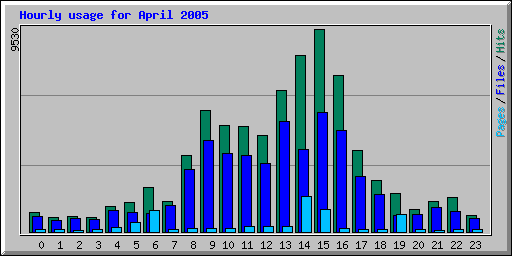 Hourly usage for April 2005
9530
Pages/Files/Hits
0 1 2 3 4 5 6 7 8 9 10 11 12 13 14 15 16 17 18 19 20 21 22 23